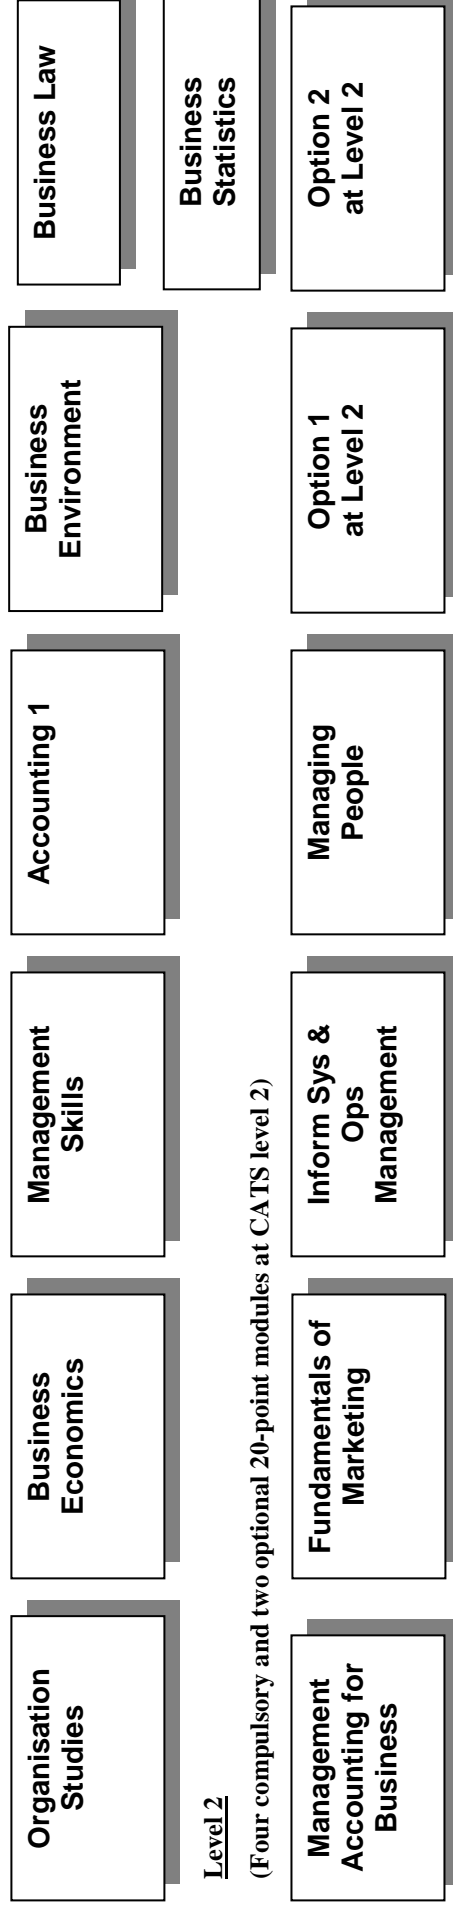 Organisation
Studies
Business
Economics
Management
Skills
Accounting 1
Business
Environment
Business Law
Business
Statistics
Level 2
(Four compulsory and two optional 20-point modules at CATS level 2)
Management
Accounting for
Business
Fundamentals of
Marketing
Inform Sys &
Ops
Management
Managing
People
Option 1
at Level 2
Option 2
at Level 2